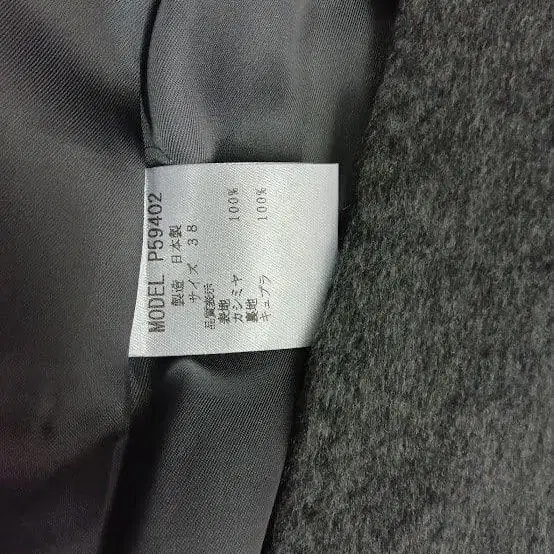 MODEL P59402
製造 日本製
サイズ 38
品質表示
表地
カシミヤ 100%
裏地
キュプラ 100%